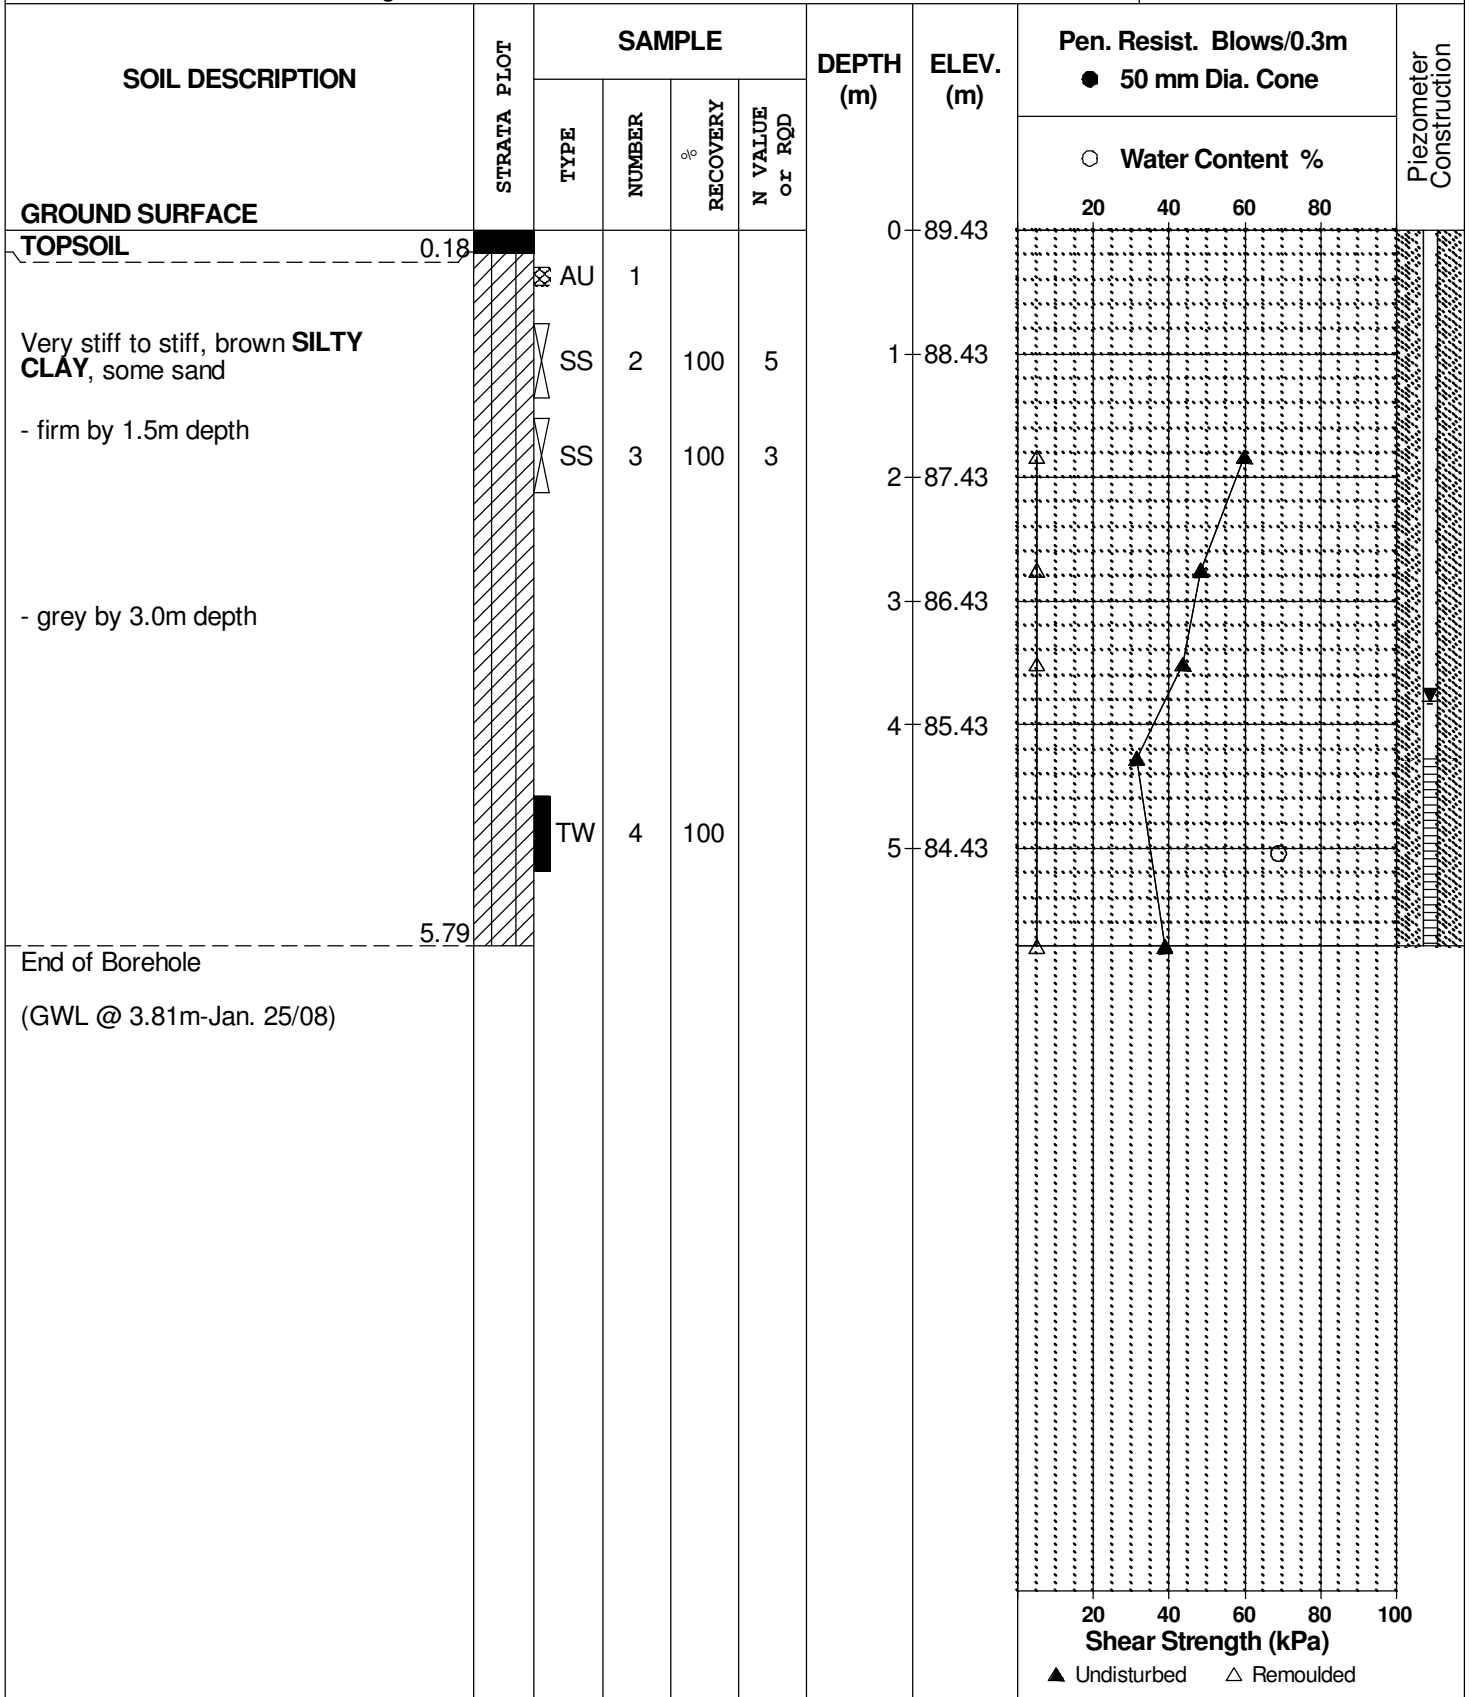 SOIL DESCRIPTION
GROUND SURFACE
STRATA PLOT
SAMPLE
TYPE
NUMBER
%
RECOVERY
N VALUE
or RQD
DEPTH
(m)
ELEV.
(m)
Pen. Resist. Blows/0.3m
● 50 mm Dia. Cone
○ Water Content %
20 40 60 80
Piezometer
Construction
TOPSOIL 0.18
0 89.43
AU 1
Very stiff to stiff, brown SILTY
CLAY, some sand
SS 2 100 5
1 88.43
- firm by 1.5m depth
SS 3 100 3
2 87.43
- grey by 3.0m depth
3 86.43
4 85.43
TW 4 100
5 84.43
5.79
End of Borehole
(GWL @ 3.81m-Jan. 25/08)
20 40 60 80 100
Shear Strength (kPa)
▲ Undisturbed △ Remoulded